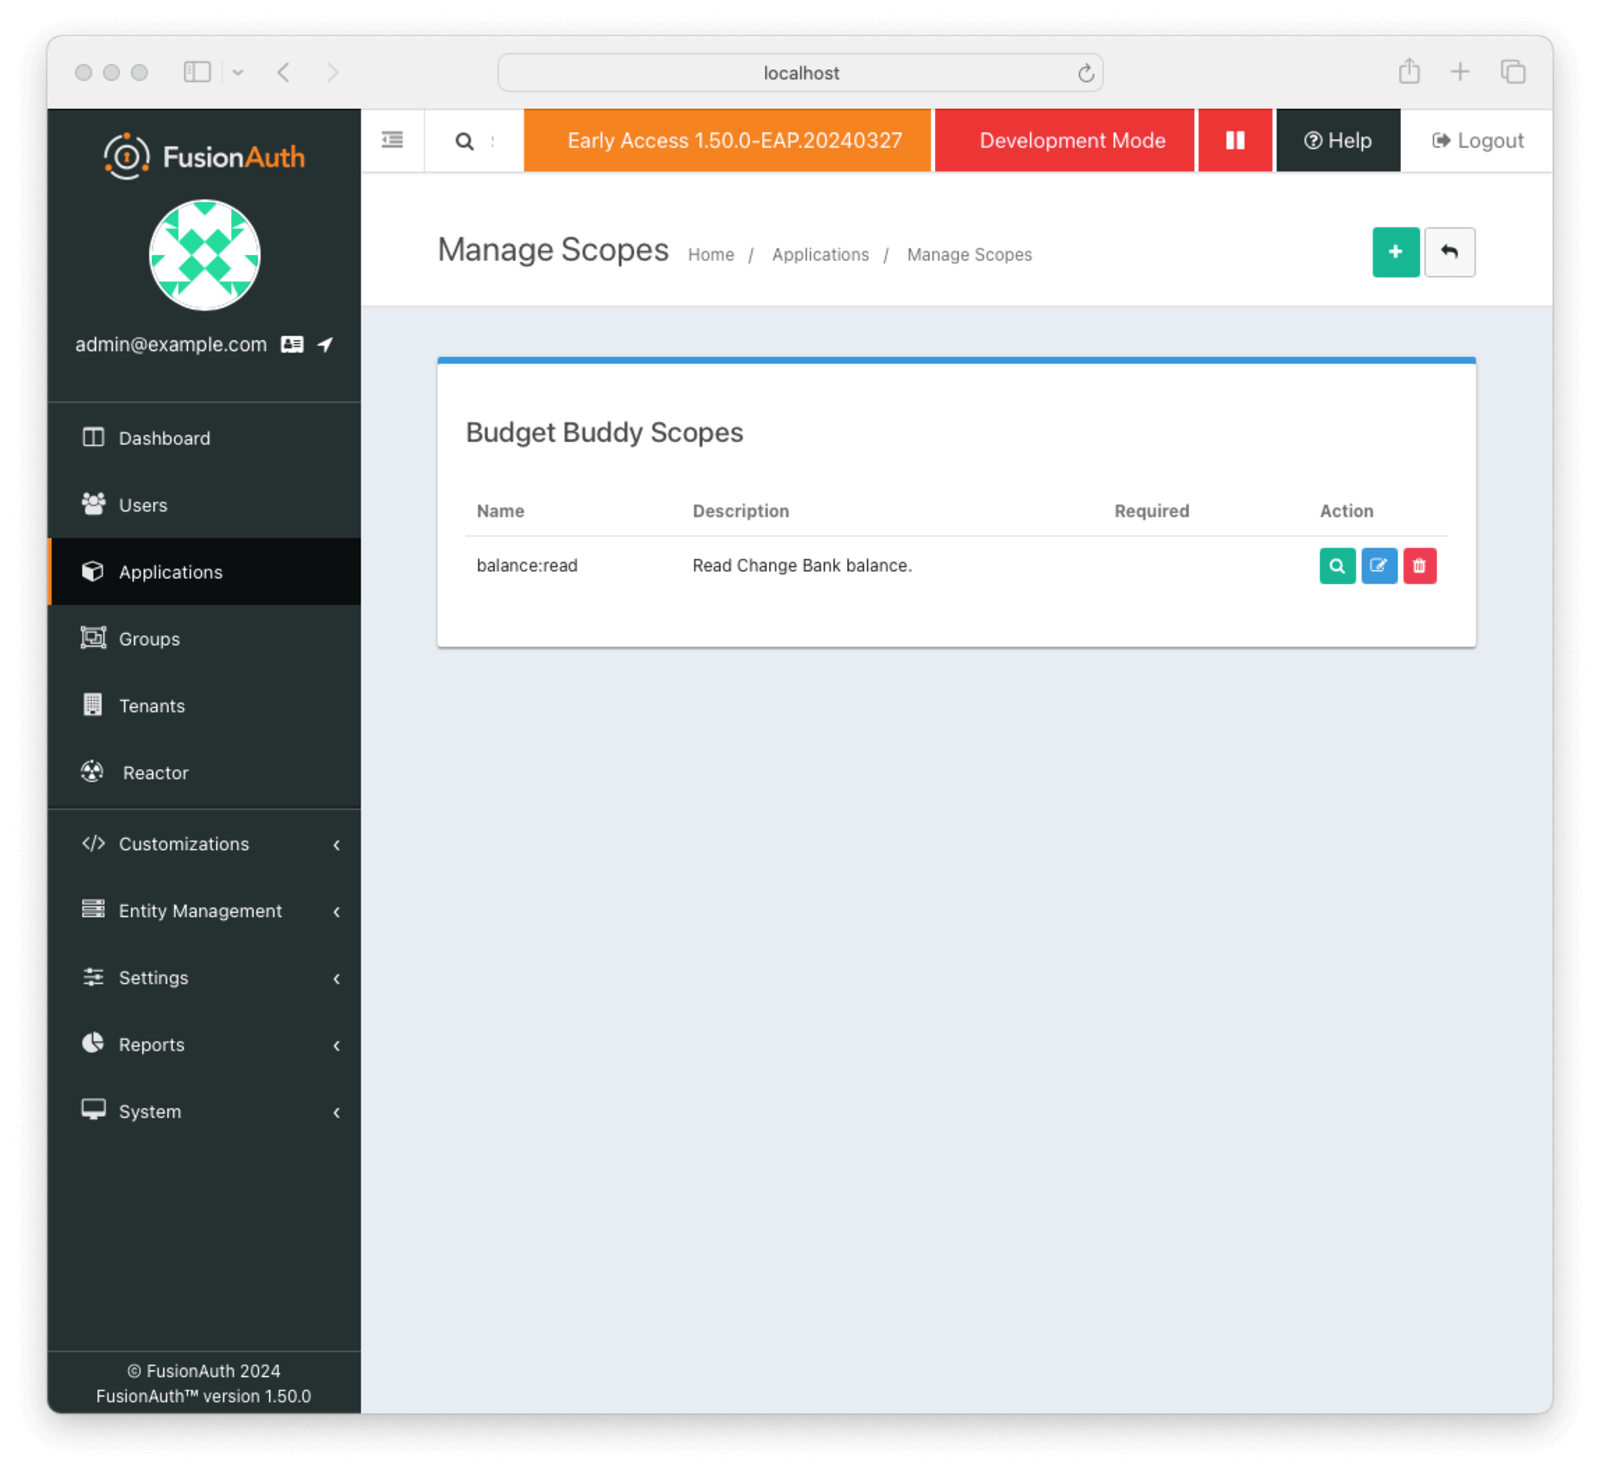 localhost
FusionAuth
Early Access 1.50.0-EAP.20240327
Development Mode
Help
Logout
admin@example.com
Manage Scopes Home / Applications / Manage Scopes
Dashboard
Users
Applications
Groups
Tenants
Reactor
Customizations
Entity Management
Settings
Reports
System
© FusionAuth 2024
FusionAuth™ version 1.50.0
Budget Buddy Scopes
Name Description Required Action
balance:read Read Change Bank balance.